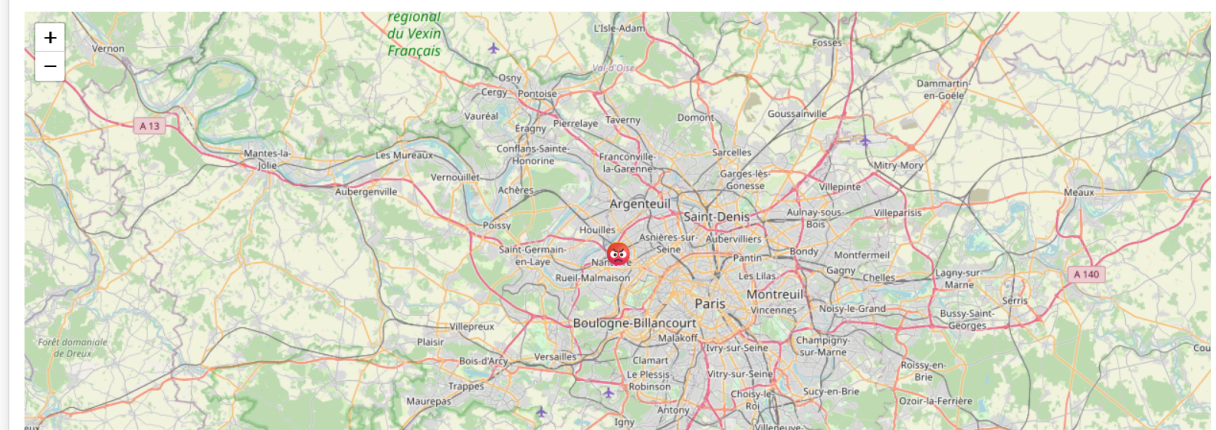 +
−
régional
du Vexin
Français
L'Isle-Adam
Fosses
Vernon
Val-d'Oise
Osny
Cergy
Pontoise
Dammartin-
en-Goële
Vauréal
Éragny
Pierrelaye
Taverny
Domont
Goussainville
A 13
Mantes-la-
Jolie
Les Mureaux
Conflans-Sainte-
Honorine
Franconville-
la-Garenne
Sarcelles
Mitry-Mory
Vernouillet
Aubergenville
Achères
Garges-lès-
Gonesse
Villepinte
Meaux
Argenteuil
Saint-Denis
Aulnay-sous-
Bois
Villeparisis
Poissy
Houilles
Asnières-sur-
Seine
Aubervilliers
Saint-Germain-
en-Laye
Bondy
Montfermeil
Pantin
Rueil-Malmaison
Les Lilas
Gagny
Chelles
Lagny-sur-
Marne
A 140
Paris
Montreuil
Vincennes
Noisy-le-Grand
Serris
Bussy-Saint-
Georges
Villepreux
Boulogne-Billancourt
Malakoff
Forêt domaniale
de Dreux
Plaisir
Ivry-sur-Seine
Champigny-
sur-Marne
Cou
Bois-d'Arcy
Versailles
Clamart
Roissy-en-
Brie
Trappes
Le Plessis
Robinson
Vitry-sur-Seine
Maurepas
Choisy-le-
Roi
Sucy-en-Brie
Ozoir-la-Ferrière
Antony
Igny
Villeneuve
eux